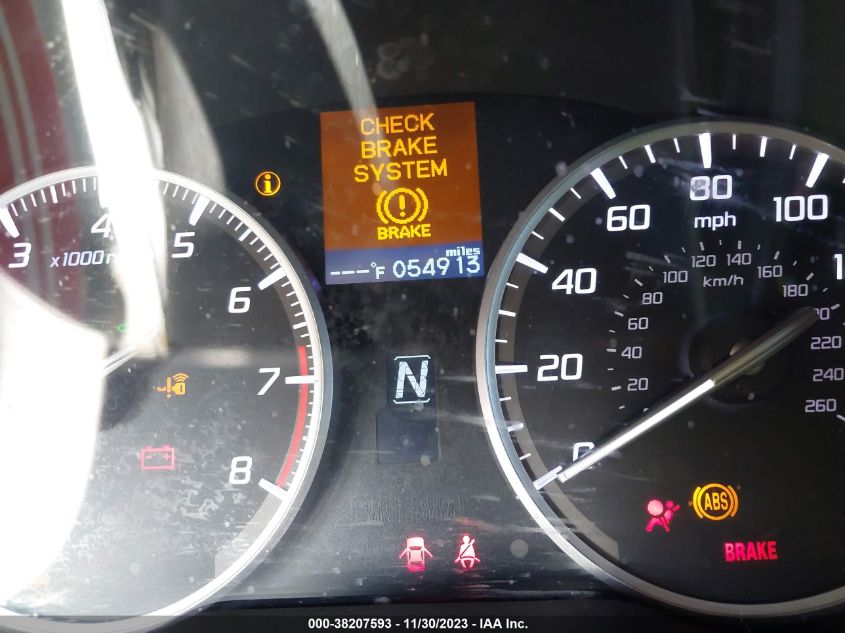 CHECK
BRAKE
SYSTEM
BRAKE
miles
---°F 054913
3 4 5 6 7 8
N
0 20 40 60 80 100
mph
20 40 60 80 100 120 140 160 180
220 240 260
km/h
ABS
BRAKE
000-38207593 - 11/30/2023 - IAA Inc.